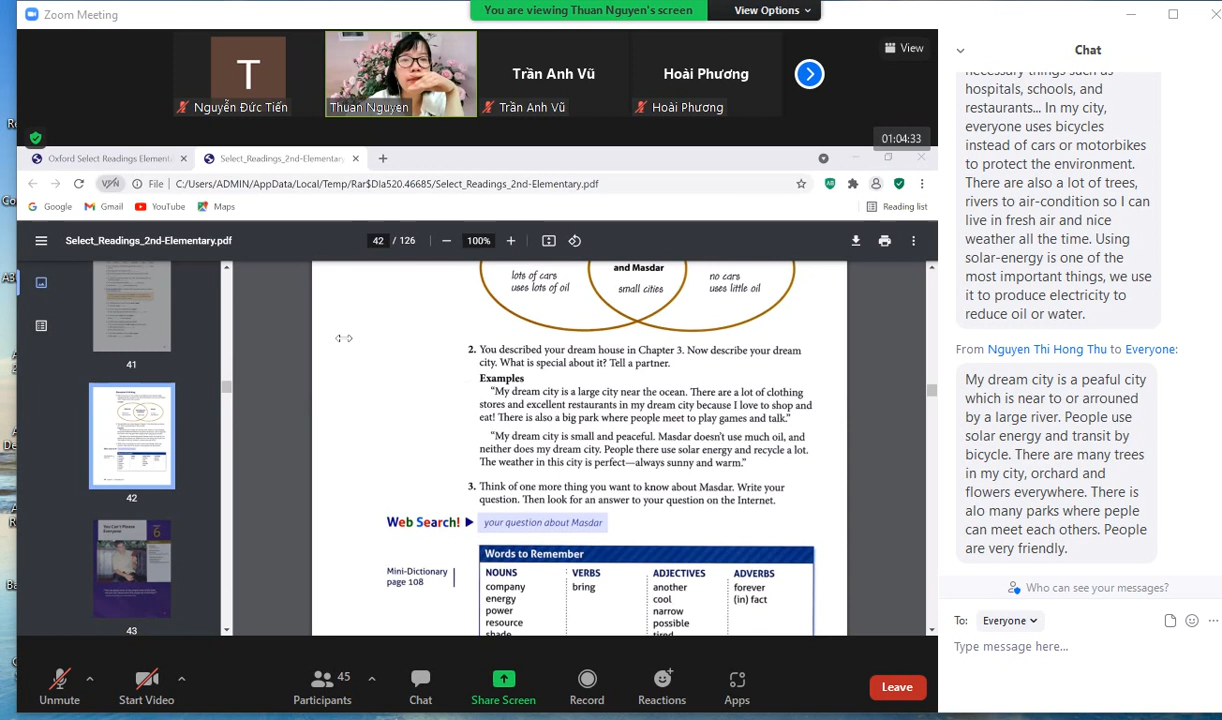 Zoom Meeting
You are viewing Thuan Nguyen's screen
View Options
T
Nguyễn Đức Tiến
Thuan Nguyen
Trần Anh Vũ
Trần Anh Vũ
Hoài Phương
Hoài Phương
View
01:04:33
Oxford Select Readings Element
Select_Readings_2nd-Elementary
VPN
File
C:/Users/ADMIN/AppData/Local/Temp/Rar$DIa520.46685/Select_Readings_2nd-Elementary.pdf
Google
Gmail
YouTube
Maps
Reading list
Select_Readings_2nd-Elementary.pdf
42 / 126
100%
41
42
43
lots of cars
uses lots of oil
and Masdar
small cities
no cars
uses little oil
2. You described your dream house in Chapter 3. Now describe your dream
city. What is special about it? Tell a partner.
Examples
"My dream city is a large city near the ocean. There are a lot of clothing
stores and excellent restaurants in my dream city because I love to shop and
eat! There is also a big park where people meet to play games and talk."
"My dream city is small and peaceful. Masdar doesn't use much oil, and
neither does my dream city. People there use solar energy and recycle a lot.
The weather in this city is perfect—always sunny and warm."
3. Think of one more thing you want to know about Masdar. Write your
question. Then look for an answer to your question on the Internet.
Web Search!
your question about Masdar
Mini-Dictionary
page 108
Words to Remember
NOUNS
company
energy
power
resource
shade
VERBS
bring
ADJECTIVES
another
cool
narrow
possible
tired
ADVERBS
forever
(in) fact
Unmute
Start Video
Participants
45
Chat
Share Screen
Record
Reactions
Apps
Leave
Chat
necessary things such as
hospitals, schools, and
restaurants... In my city,
everyone uses bicycles
instead of cars or motorbikes
to protect the environment.
There are also a lot of trees,
rivers to air-condition so I can
live in fresh air and nice
weather all the time. Using
solar-energy is one of the
most important things, we use
it to produce electricity to
reduce oil or water.
From Nguyen Thi Hong Thu to Everyone:
My dream city is a peaful city
which is near to or arrouned
by a large river. People use
solar energy and transit by
bicycle. There are many trees
in my city, orchard and
flowers everywhere. There is
alo many parks where peple
can meet each others. People
are very friendly.
Who can see your messages?
To:
Everyone
Type message here...